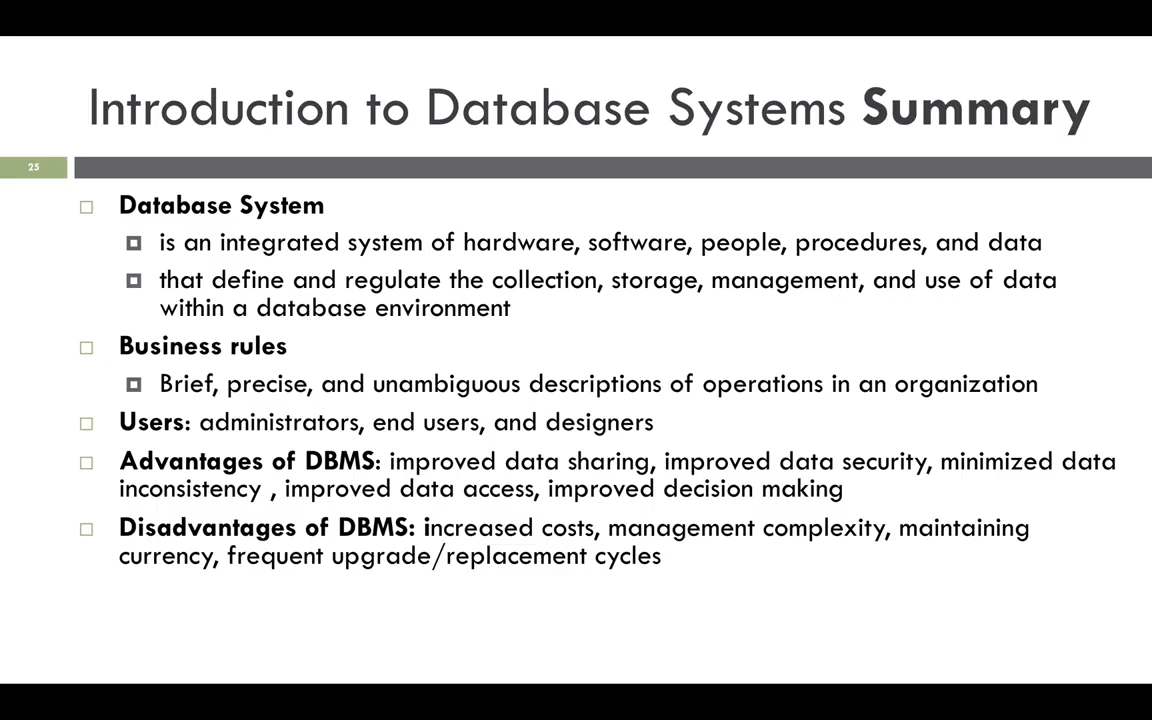 Introduction to Database Systems Summary
25
Database System
is an integrated system of hardware, software, people, procedures, and data
that define and regulate the collection, storage, management, and use of data
within a database environment
Business rules
Brief, precise, and unambiguous descriptions of operations in an organization
Users: administrators, end users, and designers
Advantages of DBMS: improved data sharing, improved data security, minimized data
inconsistency , improved data access, improved decision making
Disadvantages of DBMS: increased costs, management complexity, maintaining
currency, frequent upgrade/replacement cycles